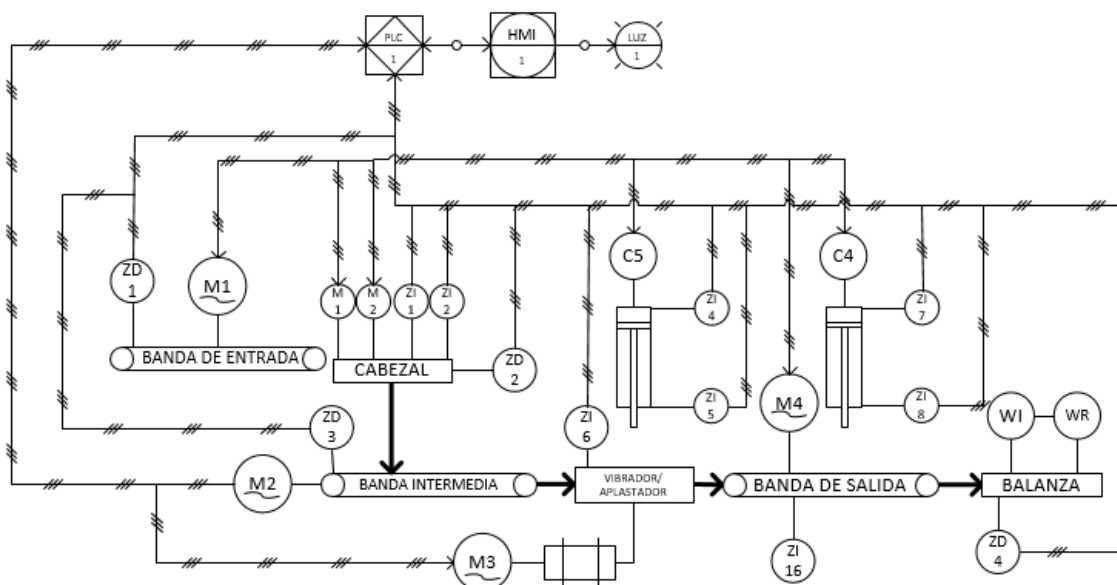 PLC
1
HMI
1
LUZ
1
ZD
1
M1
M
1
M
2
ZI
1
ZI
2
C5
C4
ZI
4
ZI
7
BANDA DE ENTRADA
CABEZAL
ZD
2
M4
ZI
5
ZI
8
ZD
3
ZI
6
WI
WR
M2
BANDA INTERMEDIA
VIBRADOR/
APLASTADOR
BANDA DE SALIDA
BALANZA
M3
ZI
16
ZD
4